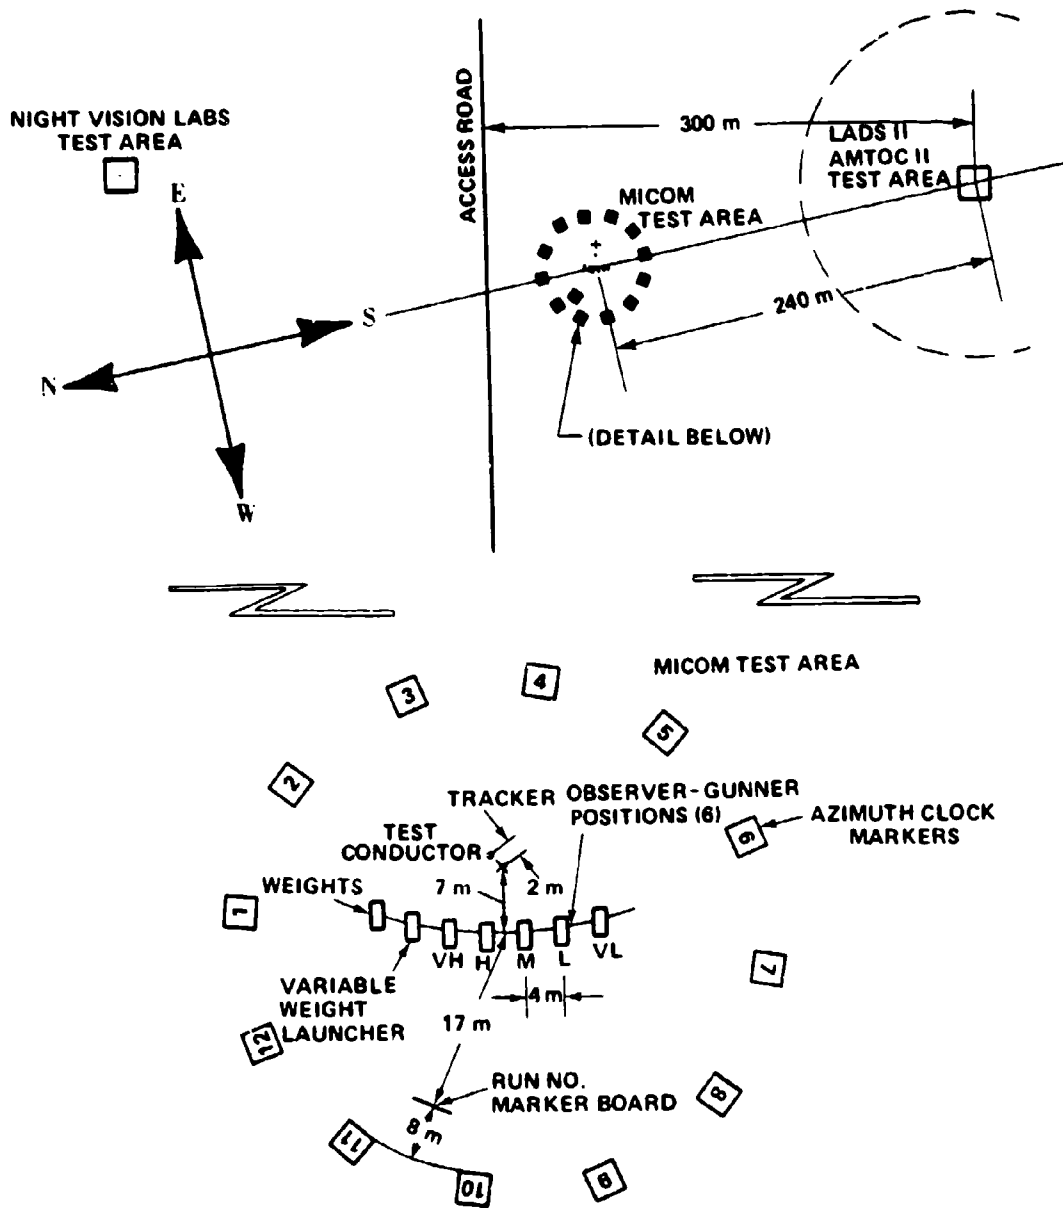 NIGHT VISION LABS
TEST AREA
E
N
S
W
ACCESS ROAD
300 m
LADS II
AMTOC II
TEST AREA
MICOM
TEST AREA
240 m
(DETAIL BELOW)
MICOM TEST AREA
3
4
5
2
TRACKER
OBSERVER-GUNNER
POSITIONS (6)
6
AZIMUTH CLOCK
MARKERS
TEST
CONDUCTOR
7 m
2 m
WEIGHTS
1
VH
H
M
L
VL
7
VARIABLE
WEIGHT
LAUNCHER
4 m
17 m
12
RUN NO.
MARKER BOARD
8
8 m
11
10
9